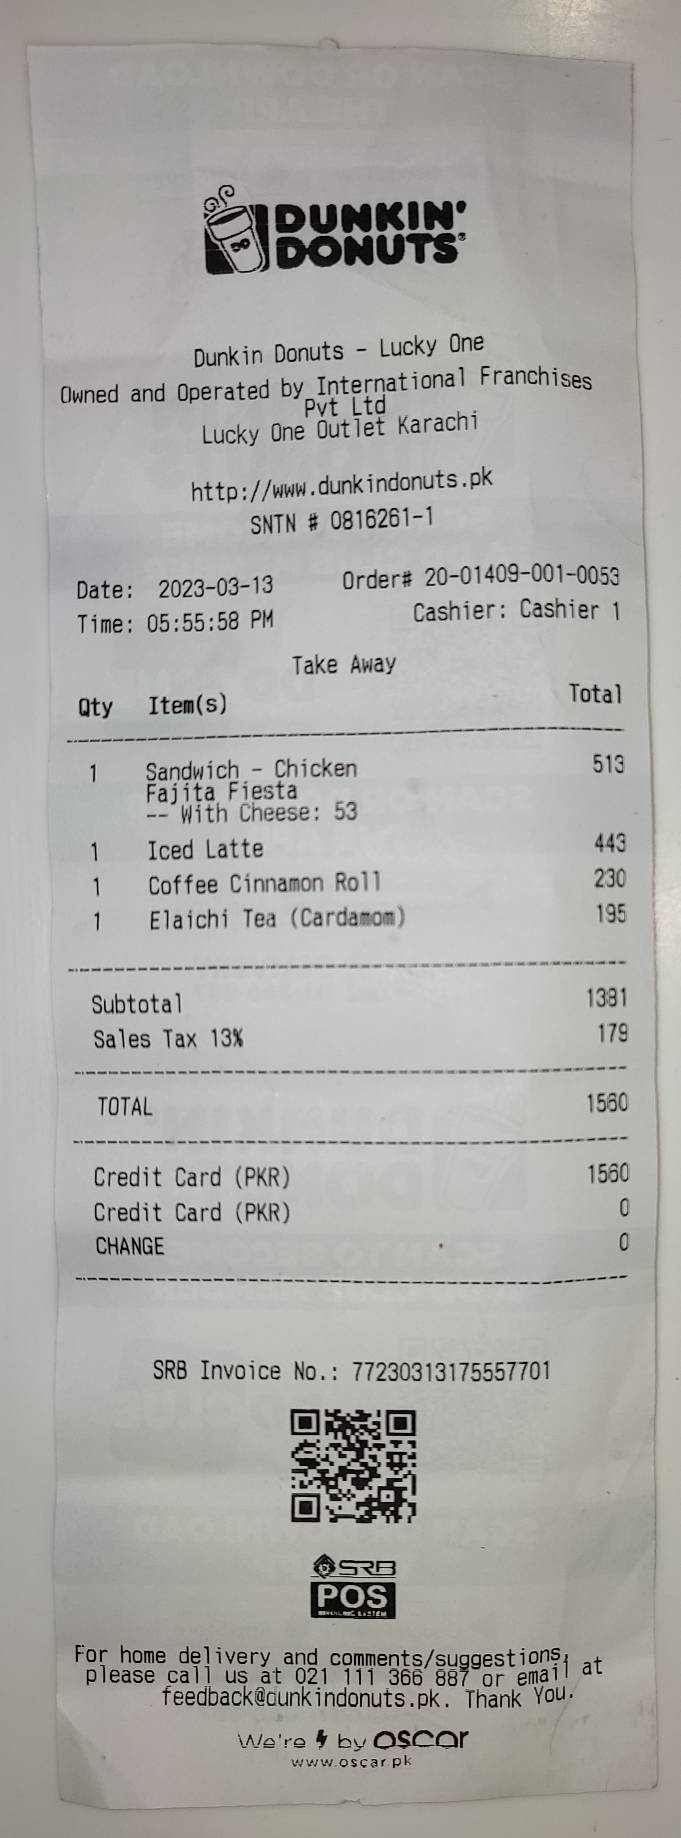 DUNKIN'
DONUTS®
Dunkin Donuts - Lucky One
Owned and Operated by International Franchises
Pvt Ltd
Lucky One Outlet Karachi
http://www.dunkindonuts.pk
SNTN # 0816261-1
Date: 2023-03-13 Order# 20-01409-001-0053
Time: 05:55:58 PM Cashier: Cashier 1
Take Away
Qty Item(s) Total
1 Sandwich - Chicken 513
Fajita Fiesta
-- With Cheese: 53
1 Iced Latte 443
1 Coffee Cinnamon Roll 230
1 Elaichi Tea (Cardamom) 195
Subtotal 1381
Sales Tax 13% 179
TOTAL 1560
Credit Card (PKR) 1560
Credit Card (PKR) 0
CHANGE 0
SRB Invoice No.: 77230313175557701
SRB
POS
For home delivery and comments/suggestions,
please call us at 021 111 366 887 or email at
feedback@dunkindonuts.pk. Thank You.
We're by oscar
www.oscar.pk